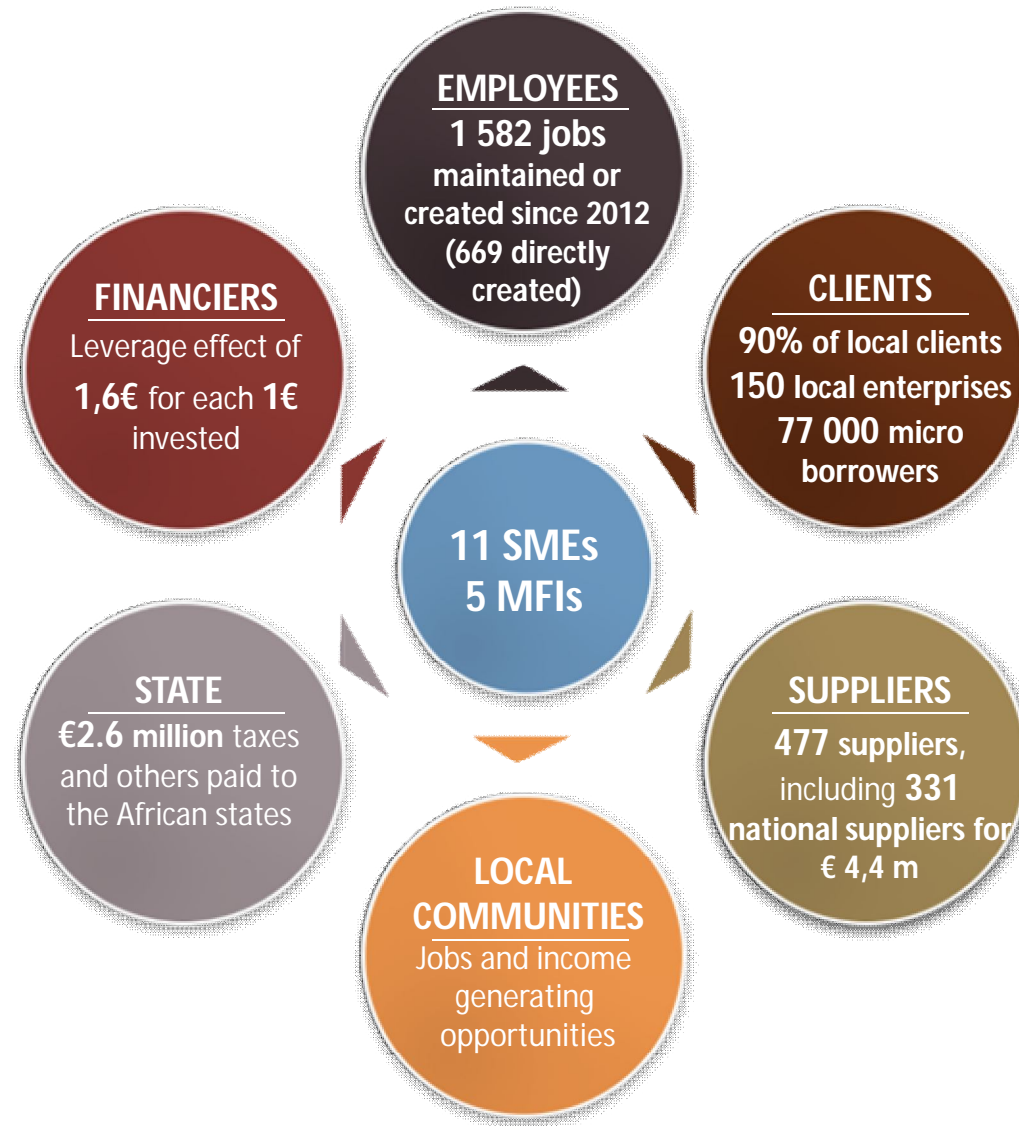 EMPLOYEES
1 582 jobs
maintained or
created since 2012
(669 directly
created)
FINANCIERS
Leverage effect of
1,6€ for each 1€
invested
CLIENTS
90% of local clients
150 local enterprises
77 000 micro
borrowers
11 SMEs
5 MFIs
STATE
€2.6 million taxes
and others paid to
the African states
SUPPLIERS
477 suppliers,
including 331
national suppliers for
€ 4,4 m
LOCAL
COMMUNITIES
Jobs and income
generating
opportunities